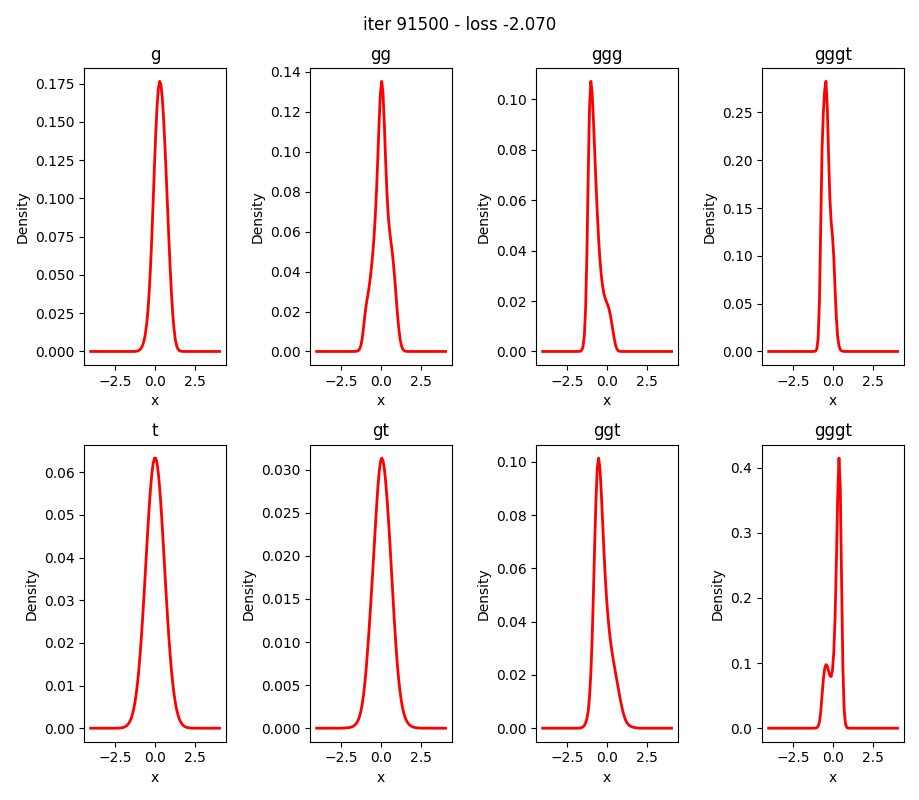 iter 91500 - loss -2.070
g
gg
ggg
gggt
0.175
0.150
0.125
0.100
0.075
0.050
0.025
0.000
Density
−2.5 0.0 2.5
x
0.14
0.12
0.10
0.08
0.06
0.04
0.02
0.00
Density
−2.5 0.0 2.5
x
0.10
0.08
0.06
0.04
0.02
0.00
Density
−2.5 0.0 2.5
x
0.25
0.20
0.15
0.10
0.05
0.00
Density
−2.5 0.0 2.5
x
t
gt
ggt
gggt
0.06
0.05
0.04
0.03
0.02
0.01
0.00
Density
−2.5 0.0 2.5
x
0.030
0.025
0.020
0.015
0.010
0.005
0.000
Density
−2.5 0.0 2.5
x
0.10
0.08
0.06
0.04
0.02
0.00
Density
−2.5 0.0 2.5
x
0.4
0.3
0.2
0.1
0.0
Density
−2.5 0.0 2.5
x